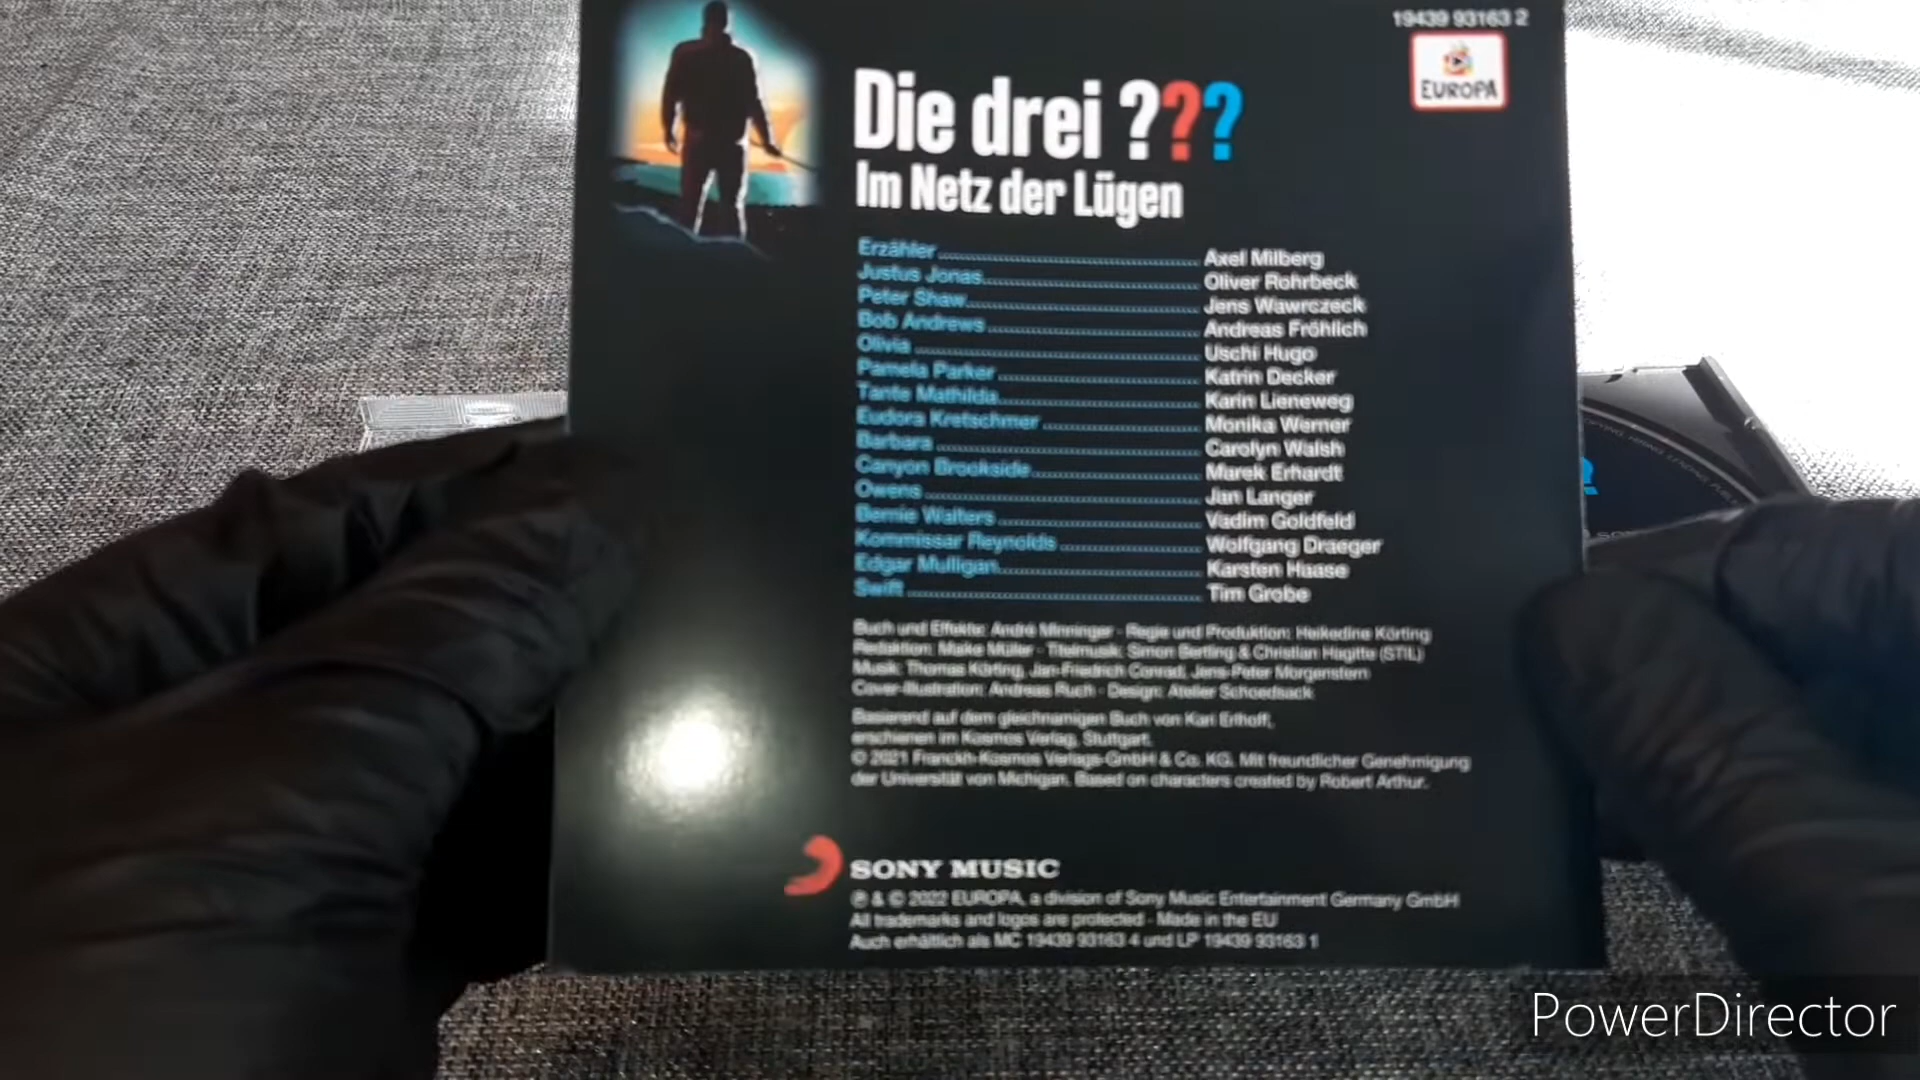 19439 93163 2
EUROPA
Die drei ???
Im Netz der Lügen
Erzähler Axel Milberg
Justus Jonas Oliver Rohrbeck
Peter Shaw Jens Wawrczeck
Bob Andrews Andreas Fröhlich
Olivia Uschi Hugo
Pamela Parker Katrin Decker
Tante Mathilda Karin Lieneweg
Eudora Kretschmer Monika Werner
Barbara Carolyn Walsh
Canyon Brookside Marek Erhardt
Owens Jan Langer
Bernie Walters Vadim Goldfeld
Kommissar Reynolds Wolfgang Draeger
Edgar Mulligan Karsten Haase
Swift Tim Grobe
Buch und Effekte: André Minninger · Regie und Produktion: Heikedine Körting
Redaktion: Maike Müller · Titelmusik: Simon Bertling & Christian Hagitte (STIL)
Musik: Thomas Körting, Jan-Friedrich Conrad, Jens-Peter Morgenstern
Cover-Illustration: Andreas Ruch · Design: Atelier Schoedsack
Basierend auf dem gleichnamigen Buch von Kari Erlhoff,
erschienen im Kosmos Verlag, Stuttgart.
© 2021 Franckh-Kosmos Verlags-GmbH & Co. KG. Mit freundlicher Genehmigung
der Universität von Michigan. Based on characters created by Robert Arthur.
SONY MUSIC
℗ & © 2022 EUROPA, a division of Sony Music Entertainment Germany GmbH
All trademarks and logos are protected · Made in the EU
Auch erhältlich als MC 19439 93163 4 und LP 19439 93163 1
PowerDirector